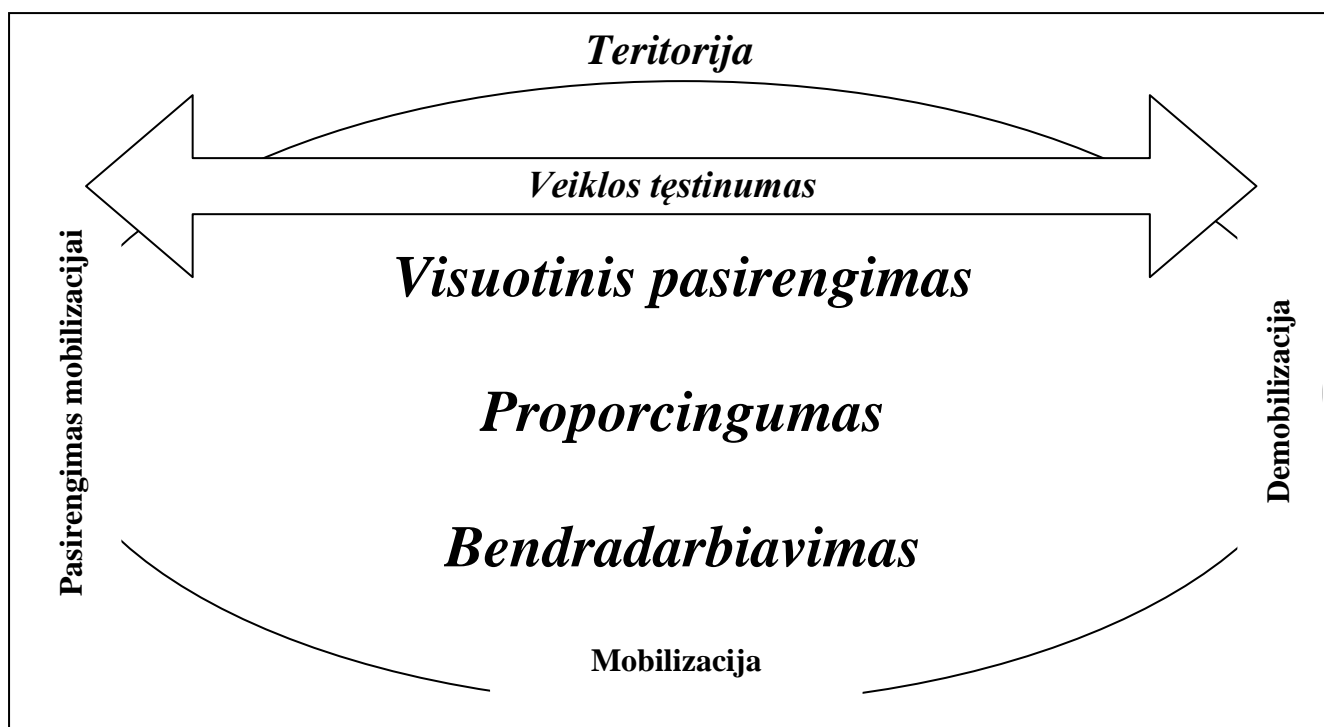 Teritorija
Veiklos tęstinumas
Visuotinis pasirengimas
Pasirengimas mobilizacijai
Proporcingumas
Demobilizacija
Bendradarbiavimas
Mobilizacija